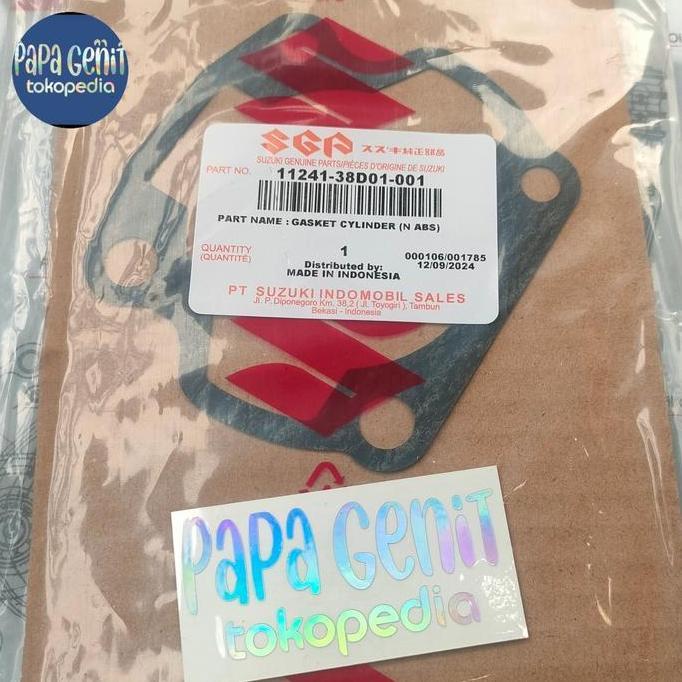 PAPA GENIT
tokopedia
SGP スズキ純正部品
SUZUKI GENUINE PARTS/PIÈCES D'ORIGINE DE SUZUKI
PART NO. 11241-38D01-001
PART NAME : GASKET CYLINDER (N ABS)
QUANTITY 1 000106/001785
(QUANTITÉ) Distributed by: 12/09/2024
MADE IN INDONESIA
PT SUZUKI INDOMOBIL SALES
Jl. P. Diponegoro Km. 38,2 ( Jl. Toyogiri ), Tambun
Bekasi - Indonesia
PAPA GENIT
tokopedia